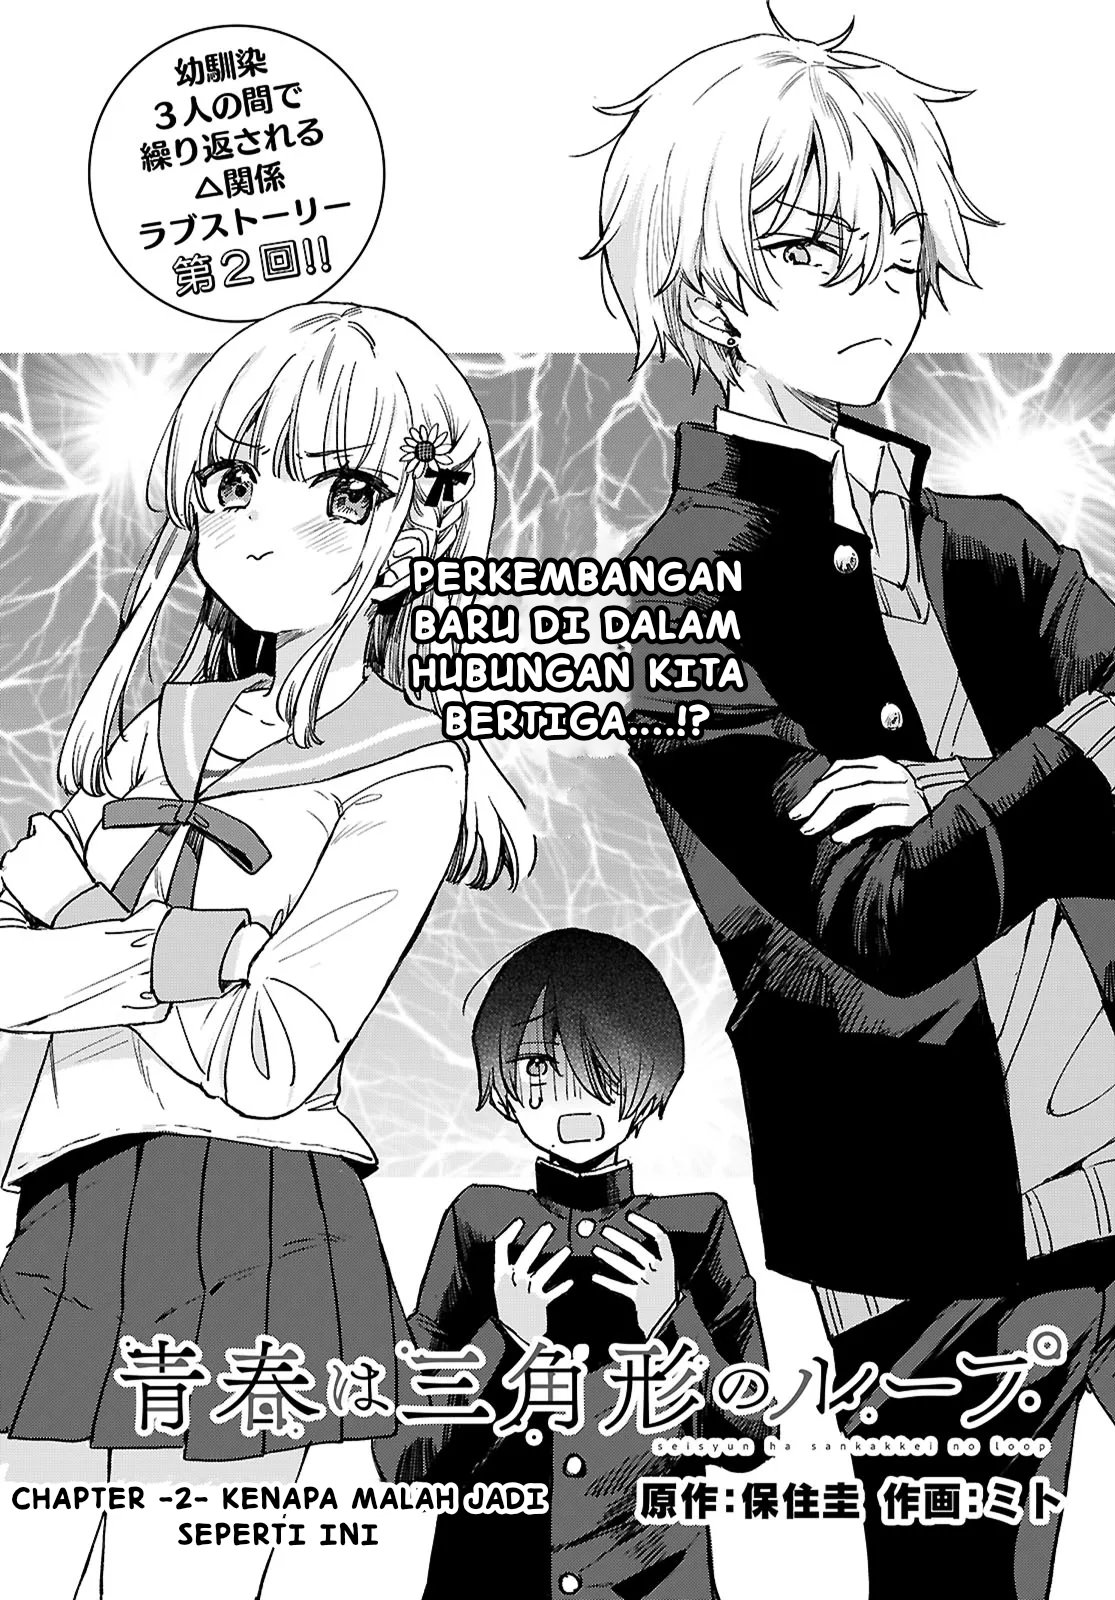 幼馴染
3人の間で
繰り返される
△関係
ラブストーリー
第2回!!
PERKEMBANGAN
BARU DI DALAM
HUBUNGAN KITA
BERTIGA....!?
青春は三角形のループ
seisyun ha sankakkei no loop
CHAPTER -2- KENAPA MALAH JADI
SEPERTI INI
原作:保住圭 作画:ミト